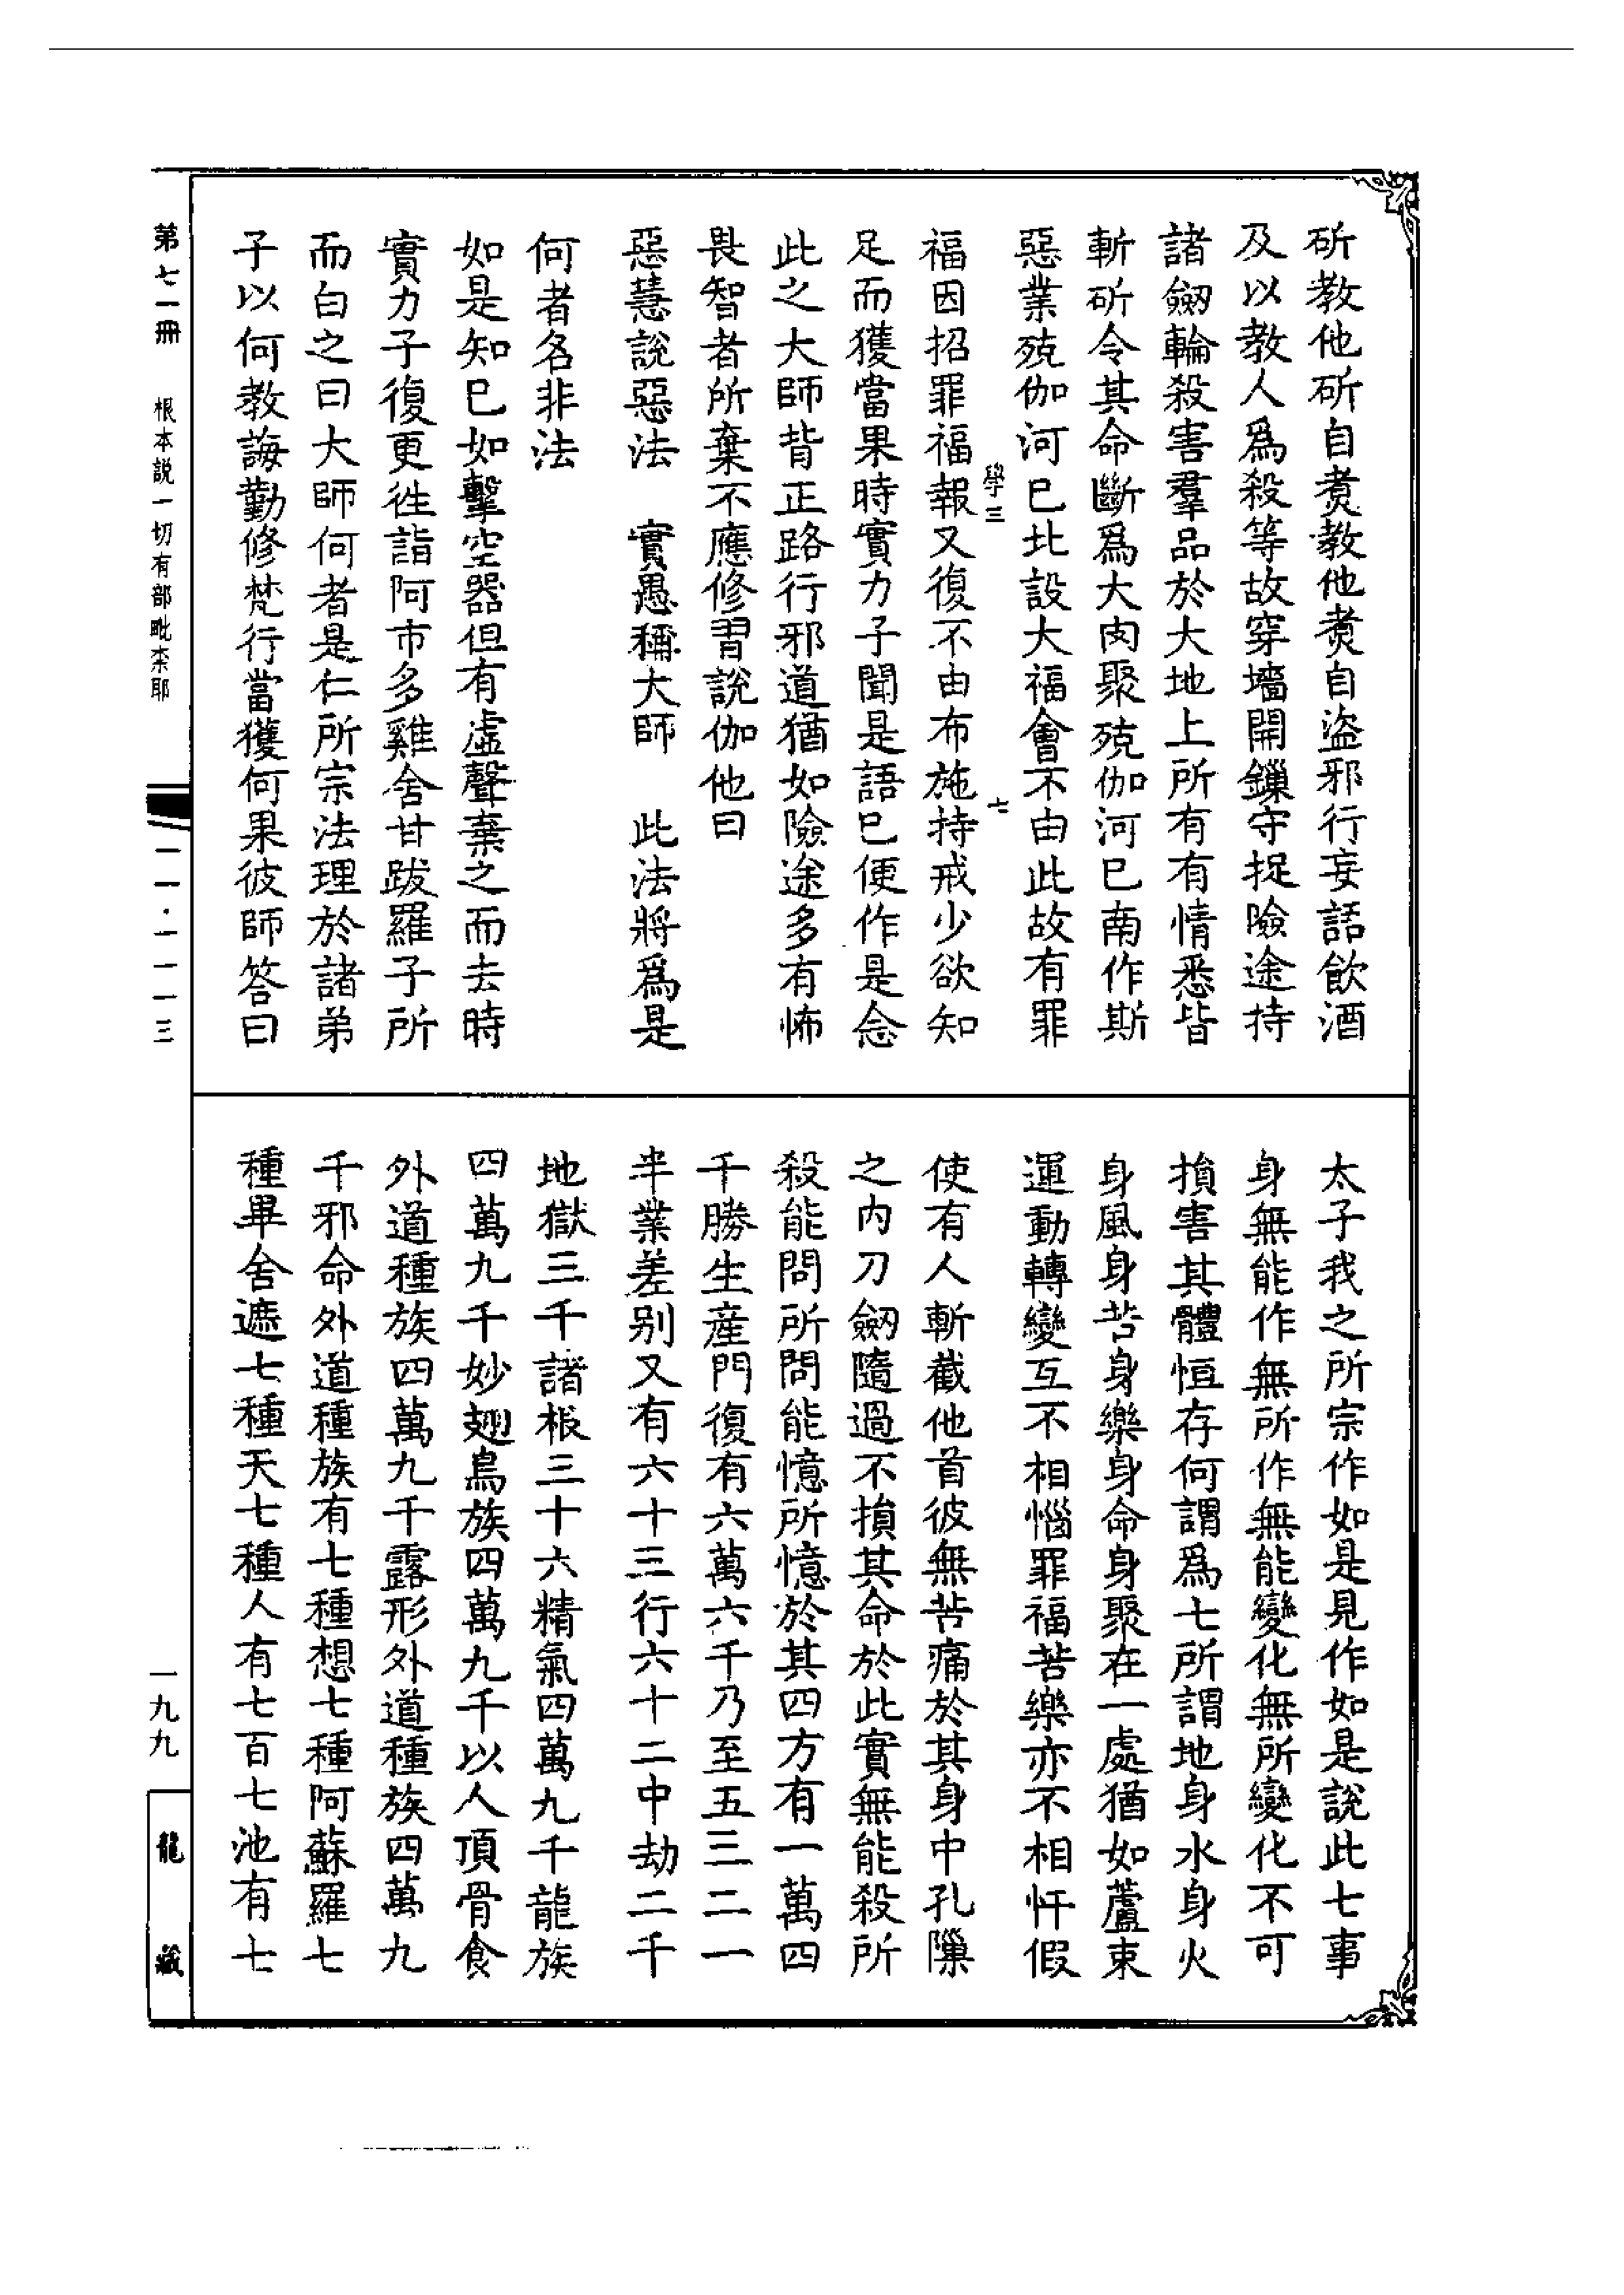 斫教他斫自煑教他煑自盜邪行妄語飲酒
及以教人爲殺等故穿墻開鏁守捉險途持
諸劒輪殺害羣品於大地上所有有情悉皆
斬斫令其命斷爲大肉聚殑伽河巳南作斯
惡業殑伽河巳北設大福會不由此故有罪
學三
七
福因招罪福報又復不由布施持戒少欲知
足而獲當果時實力子聞是語巳便作是念
此之大師背正路行邪道猶如險途多有怖
畏智者所棄不應修習說伽他曰
惡慧說惡法　實愚稱大師　此法將爲是
何者名非法
如是知巳如擊空器但有虛聲棄之而去時
實力子復更徃詣阿市多雞舍甘跋羅子所
而白之曰大師何者是仁所宗法理於諸弟
子以何教誨勤修梵行當獲何果彼師答曰
太子我之所宗作如是見作如是說此七事
身無能作無所作無能變化無所變化不可
損害其體恒存何謂爲七所謂地身水身火
身風身苦身樂身命身聚在一處猶如蘆束
運動轉變互不相惱罪福苦樂亦不相忏假
使有人斬截他首彼無苦痛於其身中孔隟
之內刀劒隨過不損其命於此實無能殺所
殺能問所問能憶所憶於其四方有一萬四
千勝生産門復有六萬六千乃至五三二一
半業差别又有六十三行六十二中劫二千
地獄三千諸根三十六精氣四萬九千龍族
四萬九千妙翅鳥族四萬九千以人頂骨食
外道種族四萬九千露形外道種族四萬九
千邪命外道種族有七種想七種阿蘇羅七
種畢舍遮七種天七種人有七百七池有七
第七一冊　根本説一切有部毗柰耶
一一·一一一三
一九九
龍藏